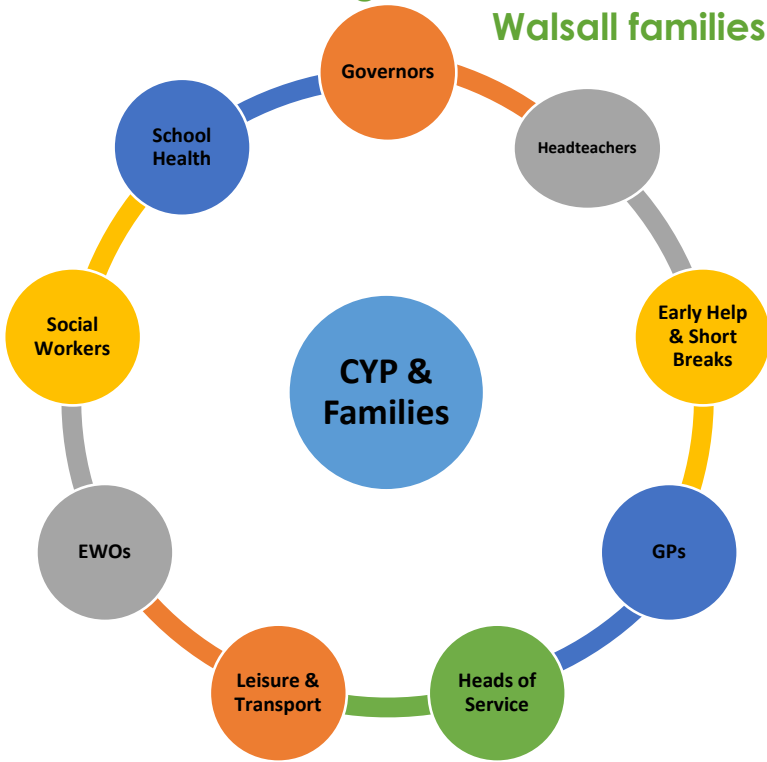 Walsall families
Governors
Headteachers
Early Help
& Short
Breaks
GPs
Heads of
Service
Leisure &
Transport
EWOs
Social
Workers
School
Health
CYP &
Families